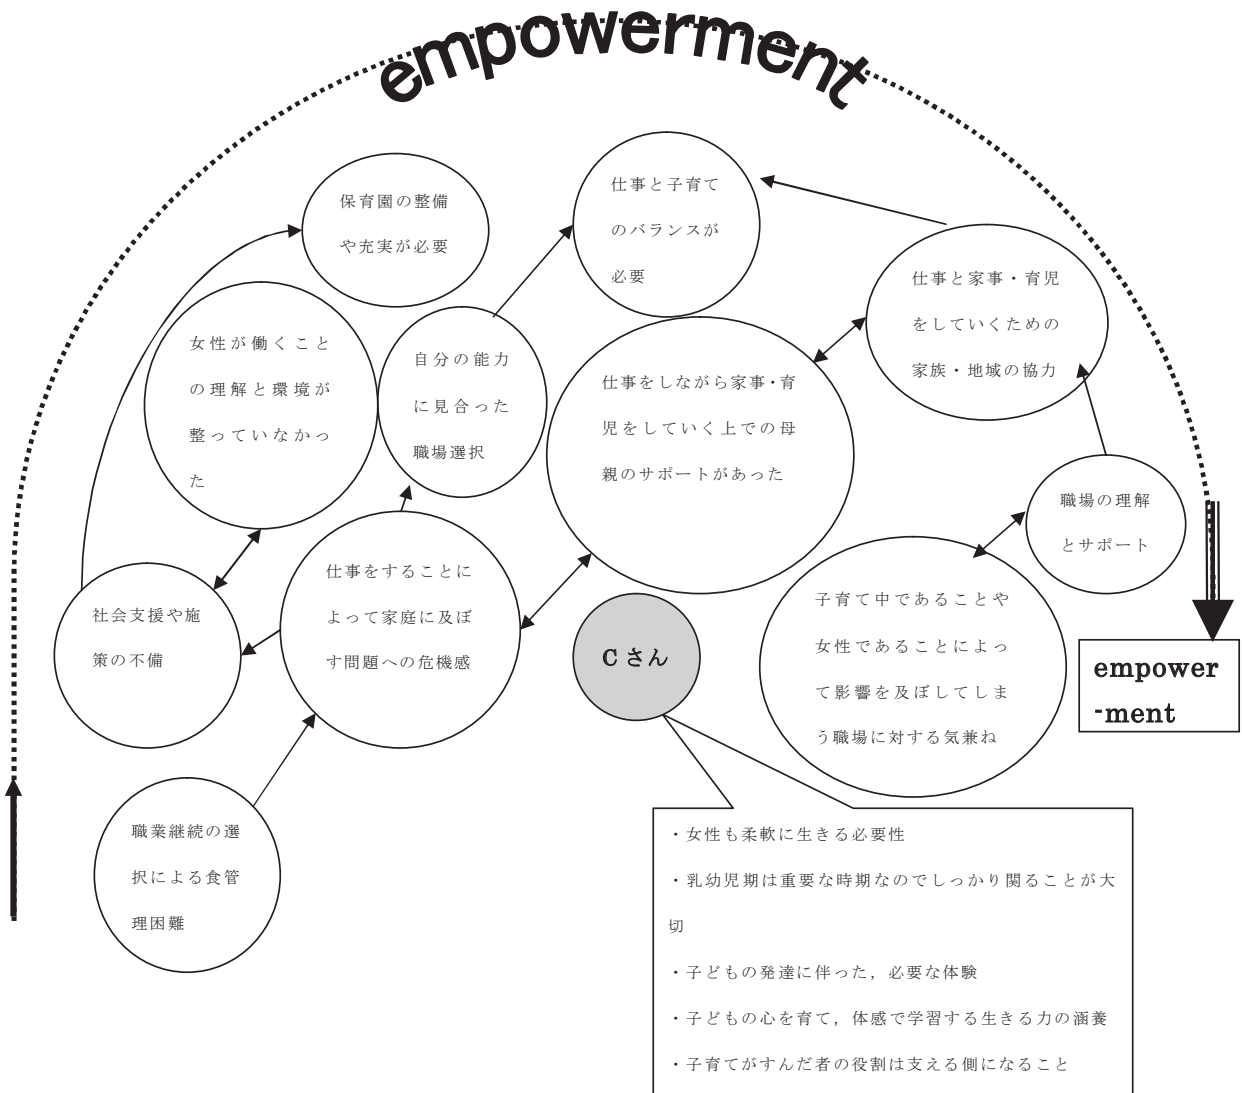 empowerment
保育園の整備
や充実が必要
仕事と子育て
のバランスが
必要
仕事と家事・育児
をしていくための
家族・地域の協力
女性が働くこと
の理解と環境が
整っていなかっ
た
自分の能力
に見合った
職場選択
仕事をしながら家事・育
児をしていく上での母
親のサポートがあった
職場の理解
とサポート
社会支援や施
策の不備
仕事をすることに
よって家庭に及ぼ
す問題への危機感
Cさん
子育て中であることや
女性であることによっ
て影響を及ぼしてしま
う職場に対する気兼ね
empower
-ment
職業継続の選
択による食管
理困難
・女性も柔軟に生きる必要性
・乳幼児期は重要な時期なのでしっかり関ることが大
切
・子どもの発達に伴った，必要な体験
・子どもの心を育て，体感で学習する生きる力の涵養
・子育てがすんだ者の役割は支える側になること